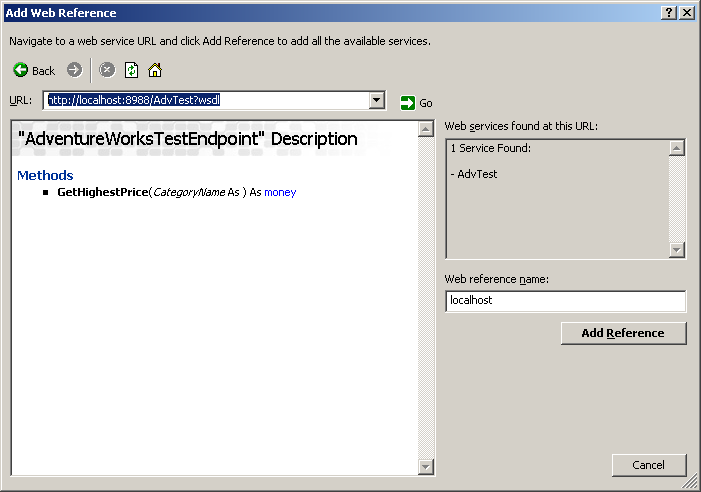 Add Web Reference
Navigate to a web service URL and click Add Reference to add all the available services.
Back
URL: http://localhost:8988/AdvTest?wsdl Go
"AdventureWorksTestEndpoint" Description
Methods
GetHighestPrice(CategoryName As ) As money
Web services found at this URL:
1 Service Found:
- AdvTest
Web reference name:
localhost
Add Reference
Cancel